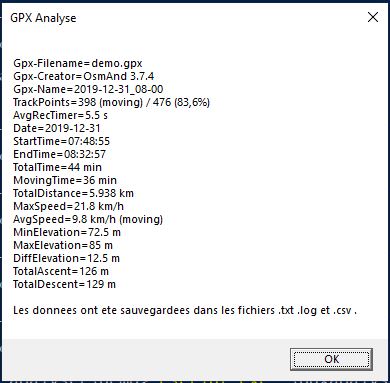 GPX Analyse
Gpx-Filename=demo.gpx
Gpx-Creator=OsmAnd 3.7.4
Gpx-Name=2019-12-31_08-00
TrackPoints=398 (moving) / 476 (83,6%)
AvgRecTimer=5.5 s
Date=2019-12-31
StartTime=07:48:55
EndTime=08:32:57
TotalTime=44 min
MovingTime=36 min
TotalDistance=5.938 km
MaxSpeed=21.8 km/h
AvgSpeed=9.8 km/h (moving)
MinElevation=72.5 m
MaxElevation=85 m
DiffElevation=12.5 m
TotalAscent=126 m
TotalDescent=129 m
Les donnees ont ete sauvegardees dans les fichiers .txt .log et .csv .
OK